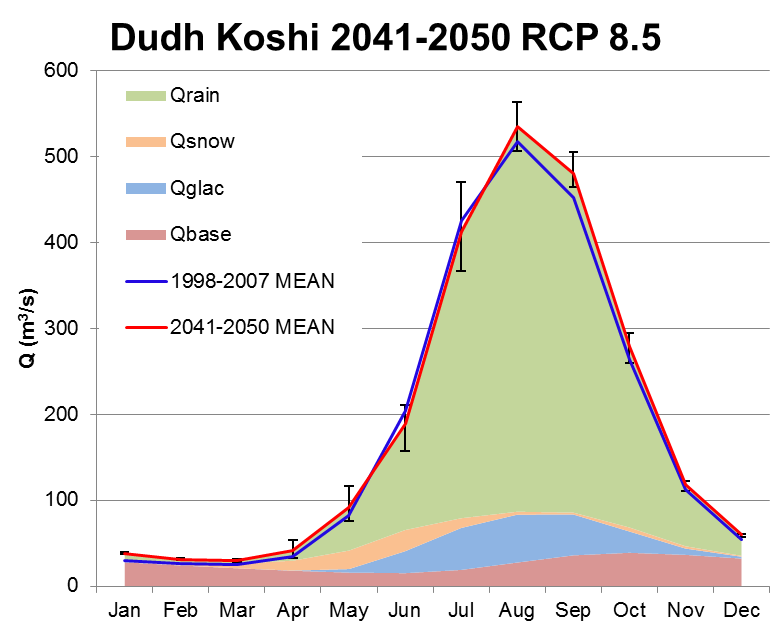 Dudh Koshi 2041-2050 RCP 8.5
600
500
400
300
200
100
0
Q (m³/s)
Qrain
Qsnow
Qglac
Qbase
1998-2007 MEAN
2041-2050 MEAN
Jan Feb Mar Apr May Jun Jul Aug Sep Oct Nov Dec